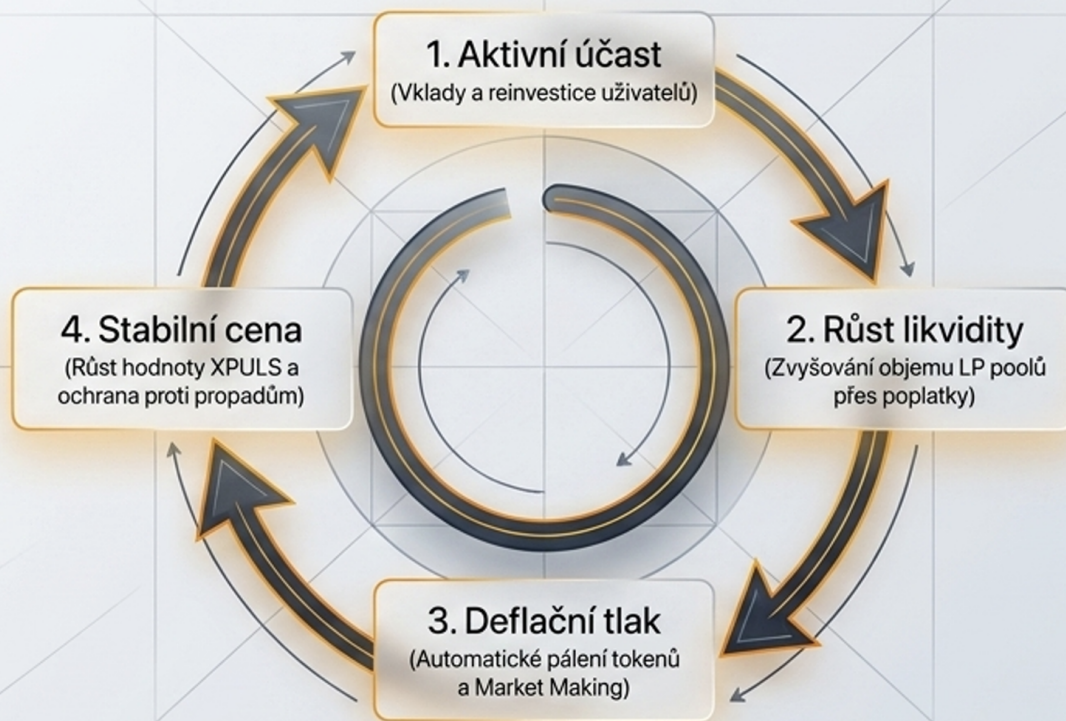 1. Aktivní účast
(Vklady a reinvestice uživatelů)
2. Růst likvidity
(Zvyšování objemu LP poolů
přes poplatky)
3. Deflační tlak
(Automatické pálení tokenů
a Market Making)
4. Stabilní cena
(Růst hodnoty XPULS a
ochrana proti propadům)